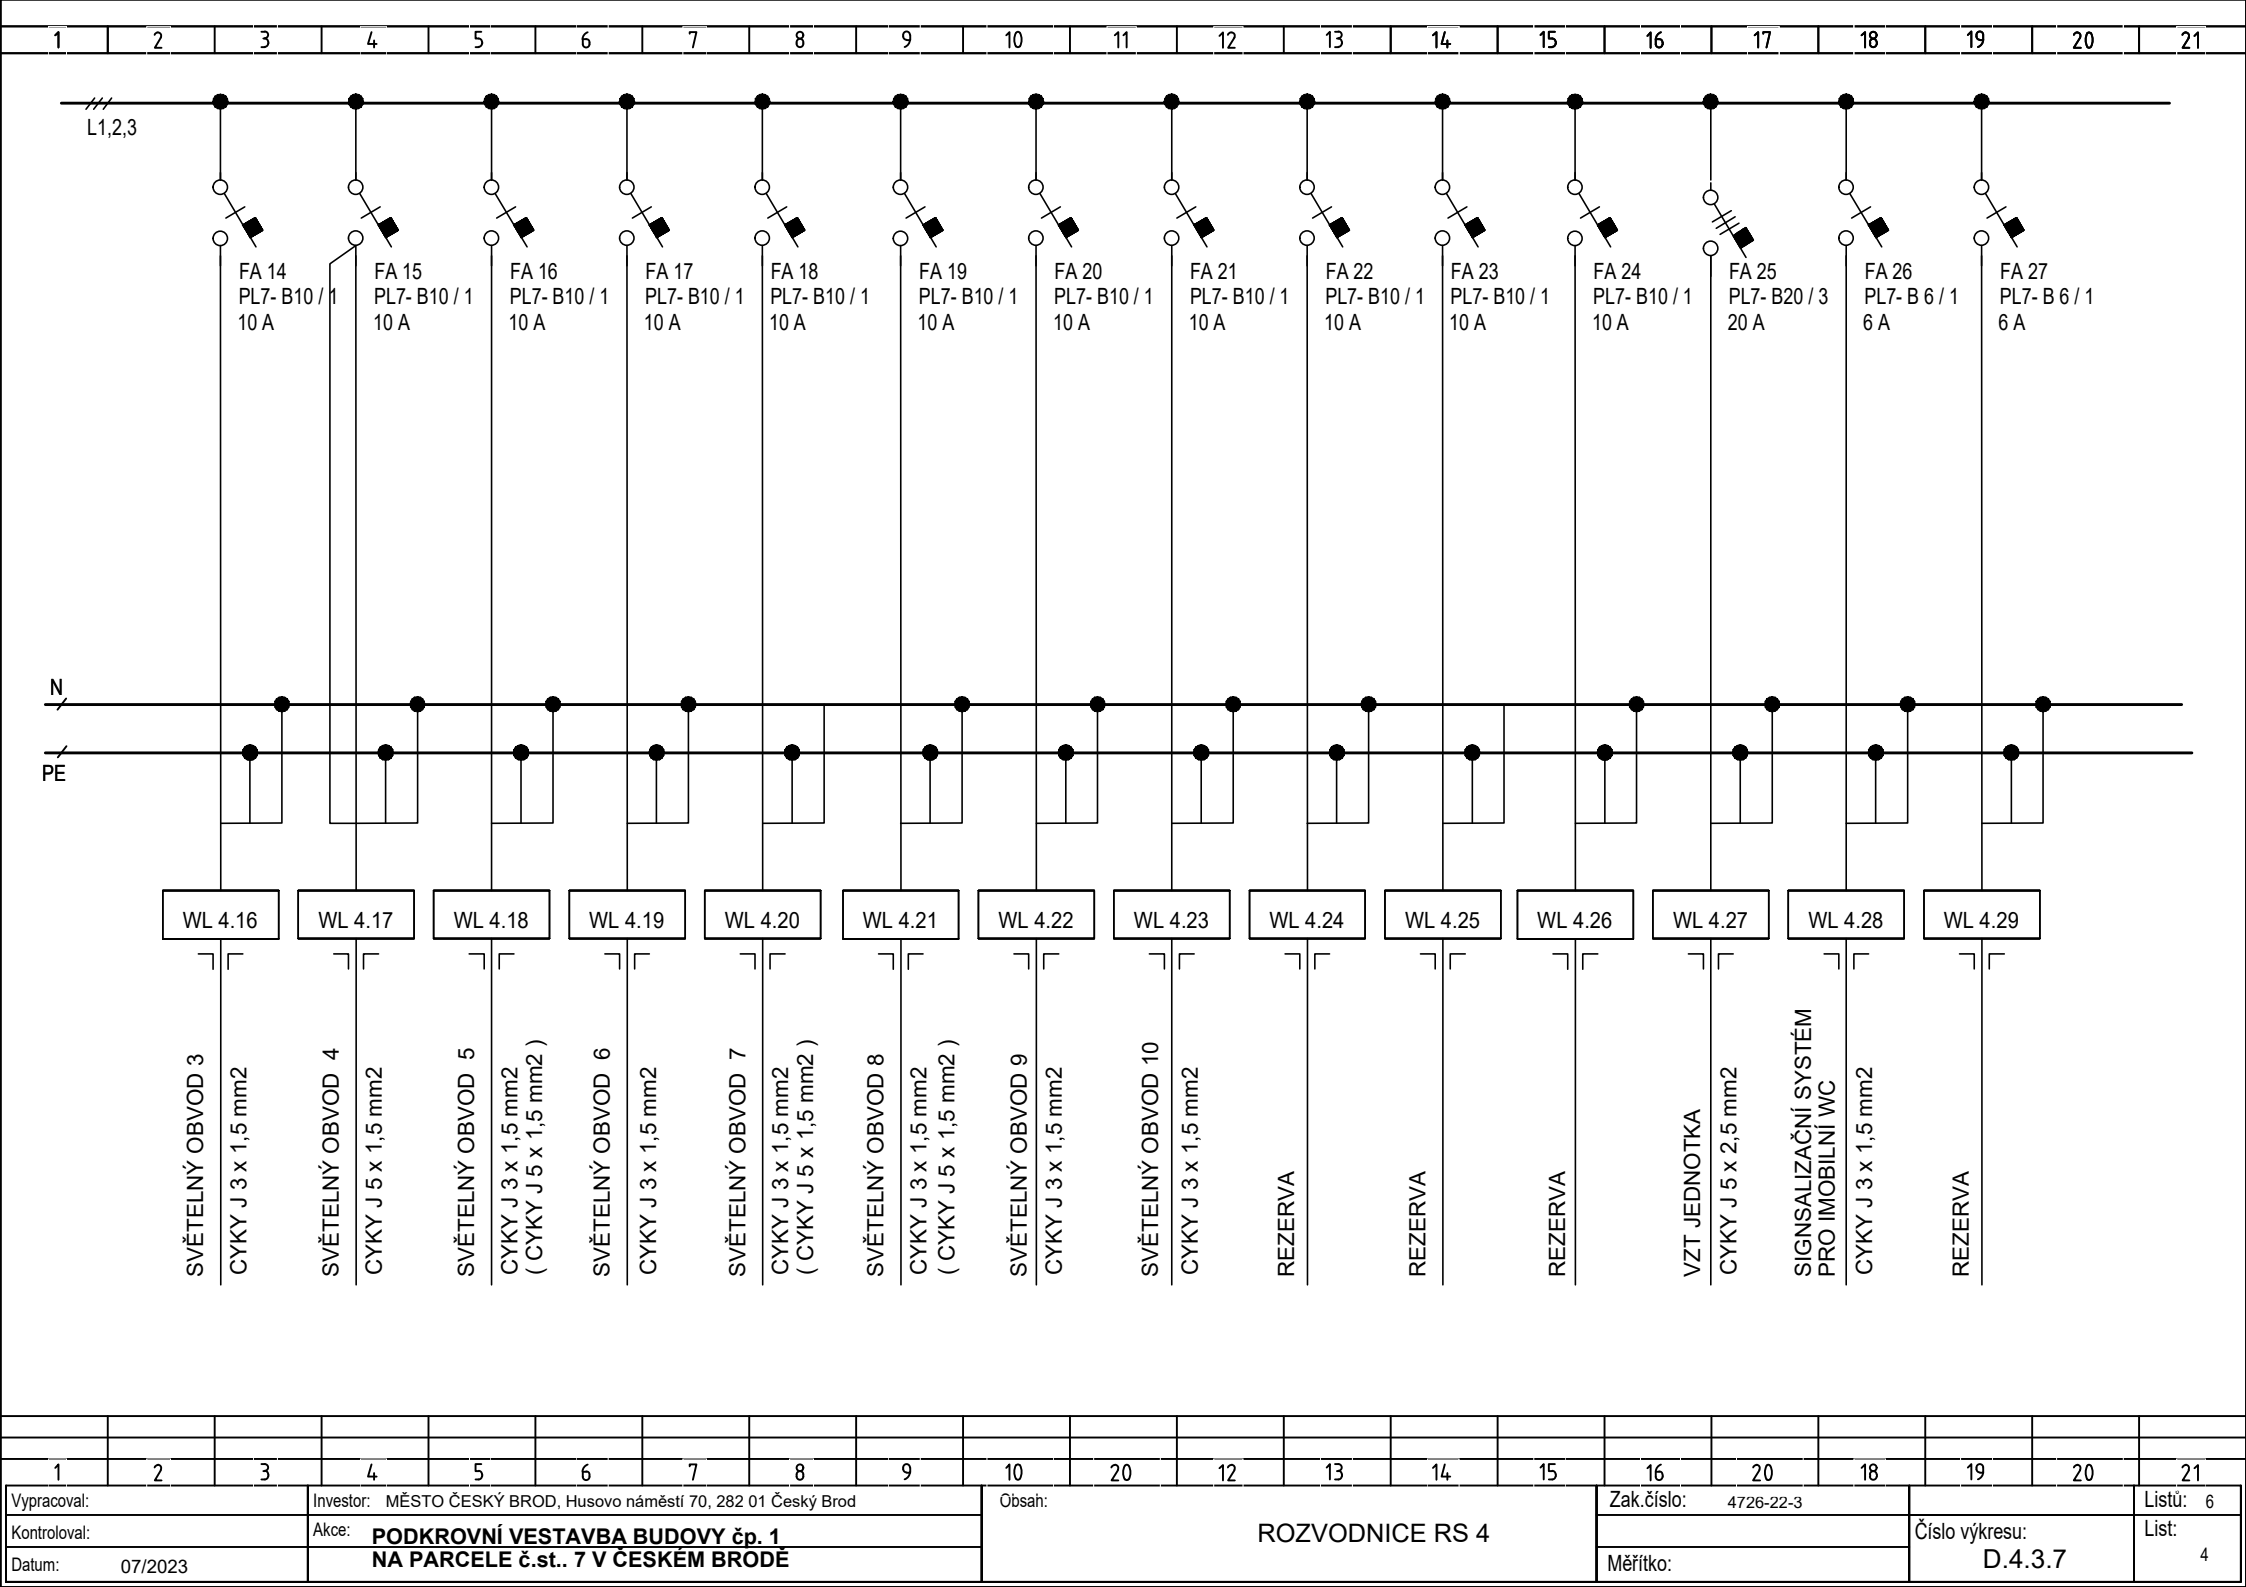 1 2 3 4 5 6 7 8 9 10 11 12 13 14 15 16 17 18 19 20 21
L1,2,3
FA 14
PL7- B10 / 1
10 A
FA 15
PL7- B10 / 1
10 A
FA 16
PL7- B10 / 1
10 A
FA 17
PL7- B10 / 1
10 A
FA 18
PL7- B10 / 1
10 A
FA 19
PL7- B10 / 1
10 A
FA 20
PL7- B10 / 1
10 A
FA 21
PL7- B10 / 1
10 A
FA 22
PL7- B10 / 1
10 A
FA 23
PL7- B10 / 1
10 A
FA 24
PL7- B10 / 1
10 A
FA 25
PL7- B20 / 3
20 A
FA 26
PL7- B 6 / 1
6 A
FA 27
PL7- B 6 / 1
6 A
N
PE
WL 4.16 WL 4.17 WL 4.18 WL 4.19 WL 4.20 WL 4.21 WL 4.22 WL 4.23 WL 4.24 WL 4.25 WL 4.26 WL 4.27 WL 4.28 WL 4.29
SVĚTELNÝ OBVOD 3
CYKY J 3 x 1,5 mm2
SVĚTELNÝ OBVOD 4
CYKY J 5 x 1,5 mm2
SVĚTELNÝ OBVOD 5
CYKY J 3 x 1,5 mm2
( CYKY J 5 x 1,5 mm2 )
SVĚTELNÝ OBVOD 6
CYKY J 3 x 1,5 mm2
SVĚTELNÝ OBVOD 7
CYKY J 3 x 1,5 mm2
( CYKY J 5 x 1,5 mm2 )
SVĚTELNÝ OBVOD 8
CYKY J 3 x 1,5 mm2
( CYKY J 5 x 1,5 mm2 )
SVĚTELNÝ OBVOD 9
CYKY J 3 x 1,5 mm2
SVĚTELNÝ OBVOD 10
CYKY J 3 x 1,5 mm2
REZERVA
REZERVA
REZERVA
VZT JEDNOTKA
CYKY J 5 x 2,5 mm2
SIGNSALIZAČNÍ SYSTÉM
PRO IMOBILNÍ WC
CYKY J 3 x 1,5 mm2
REZERVA
1 2 3 4 5 6 7 8 9 10 20 12 13 14 15 16 20 18 19 20 21
Vypracoval:
Kontroloval:
Datum: 07/2023
Investor: MĚSTO ČESKÝ BROD, Husovo náměstí 70, 282 01 Český Brod
Akce: PODKROVNÍ VESTAVBA BUDOVY čp. 1
NA PARCELE č.st.. 7 V ČESKÉM BRODĚ
Obsah:
ROZVODNICE RS 4
Zak.číslo: 4726-22-3
Měřítko:
Číslo výkresu:
D.4.3.7
Listů: 6
List:
4